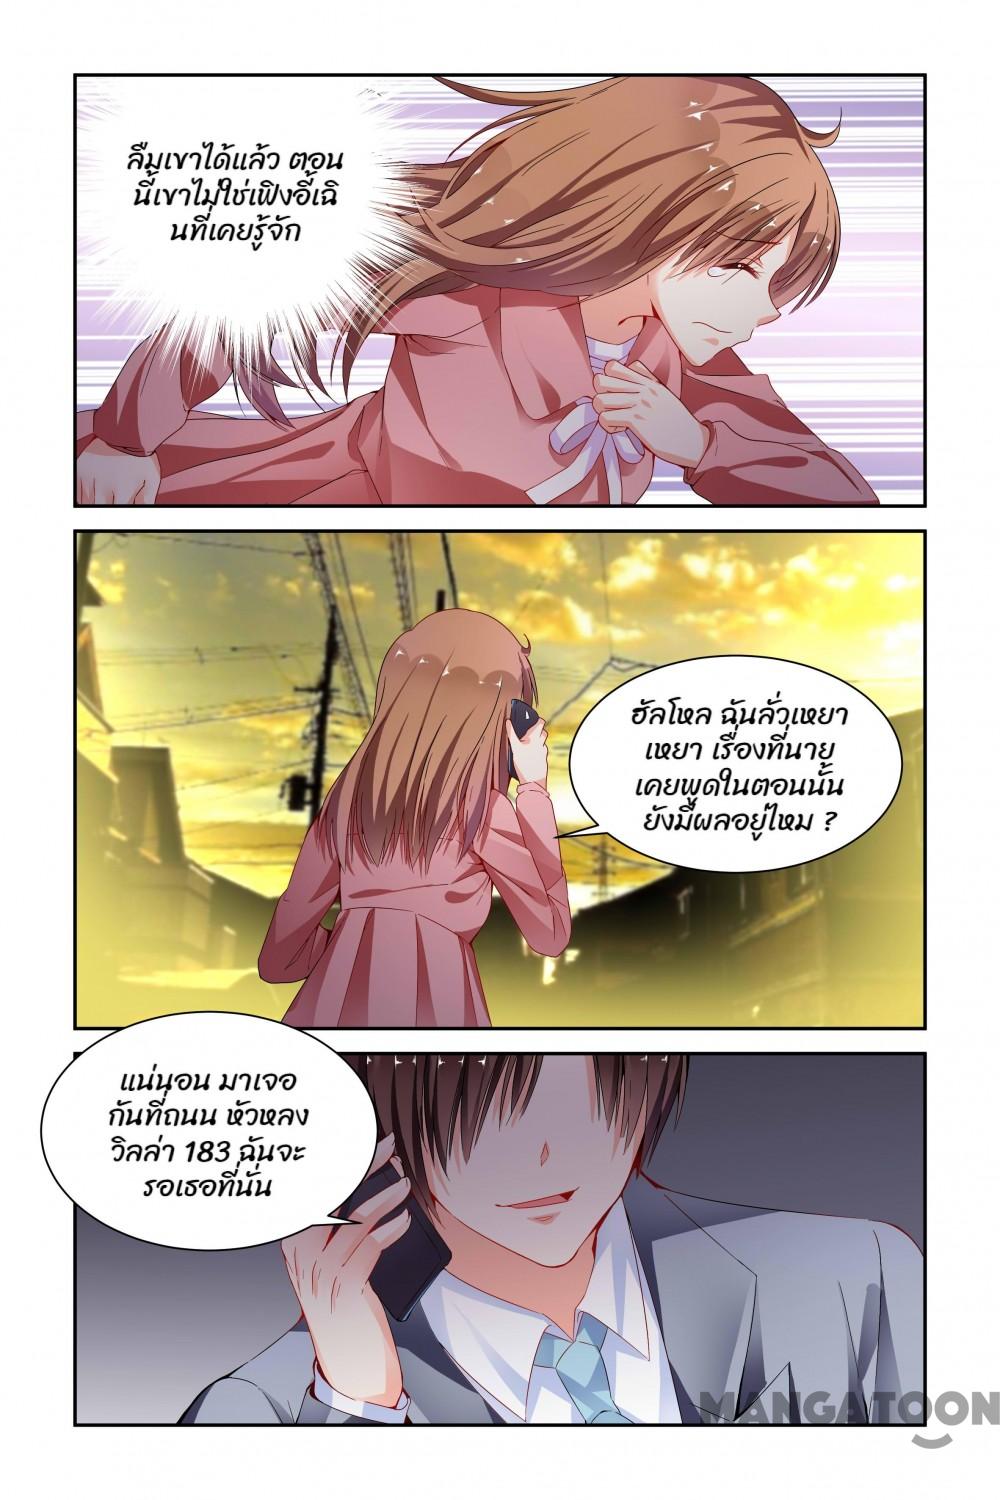 ลืมเขาได้แล้ว ตอน
นี้เขาไม่ใช่เฟิงอี้เฉิ
นที่เคยรู้จัก
ฮัลโหล ฉันลั่วเหยา
เหยา เรื่องที่นาย
เคยพูดในตอนนั้น
ยังมีผลอยู่ไหม ?
แน่นอน มาเจอ
กันที่ถนน หัวหลง
วิลล่า 183 ฉันจะ
รอเธอที่นั่น
MANGATOON